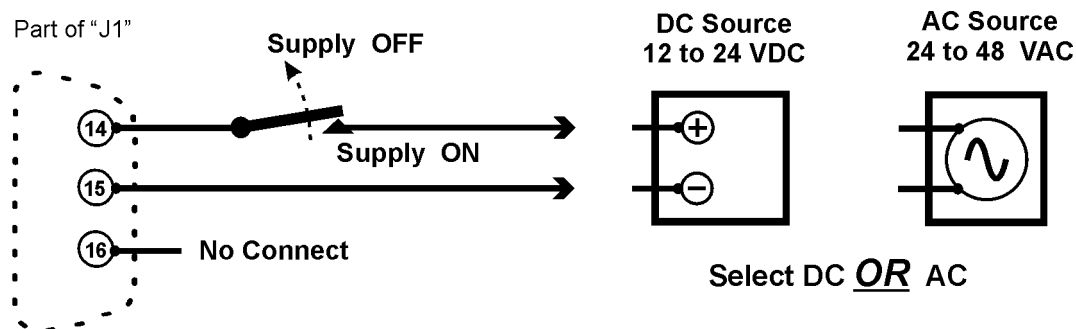 Part of “J1”
Supply OFF
14
Supply ON
15
16
No Connect
DC Source
12 to 24 VDC
+
−
AC Source
24 to 48 VAC
Select DC OR AC